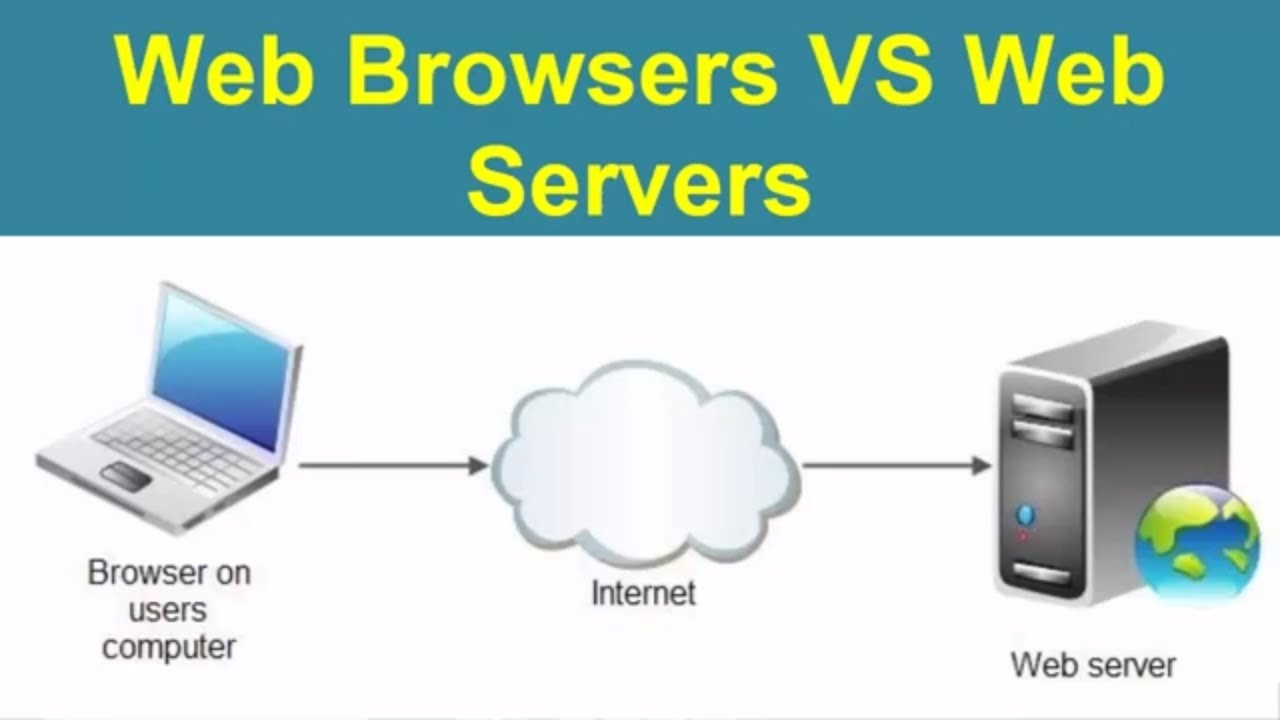 Web Browsers VS Web
Servers
Browser on
users
computer
Internet
Web server